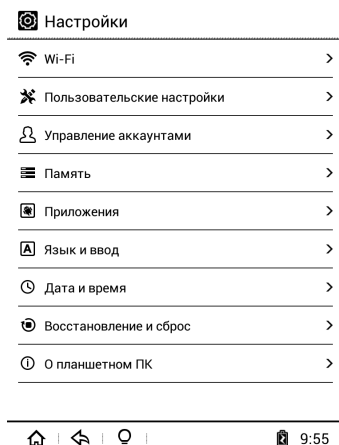 Настройки
Wi-Fi
Пользовательские настройки
Управление аккаунтами
Память
Приложения
A Язык и ввод
Дата и время
Восстановление и сброс
О планшетном ПК
9:55